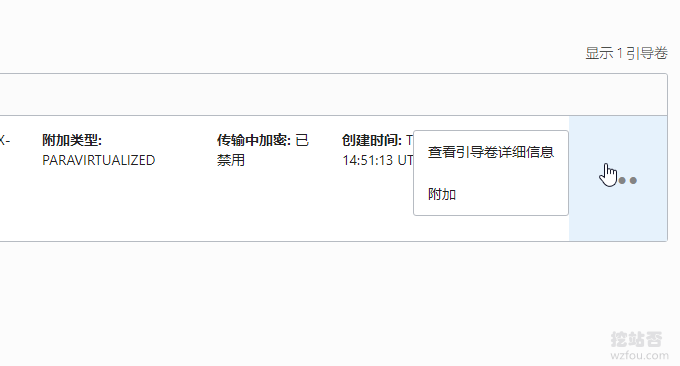 显示 1 引导卷
X-
附加类型:
PARAVIRTUALIZED
传输中加密: 已
禁用
创建时间: T
14:51:13 UT
查看引导卷详细信息
附加
挖站否
wzfou.com